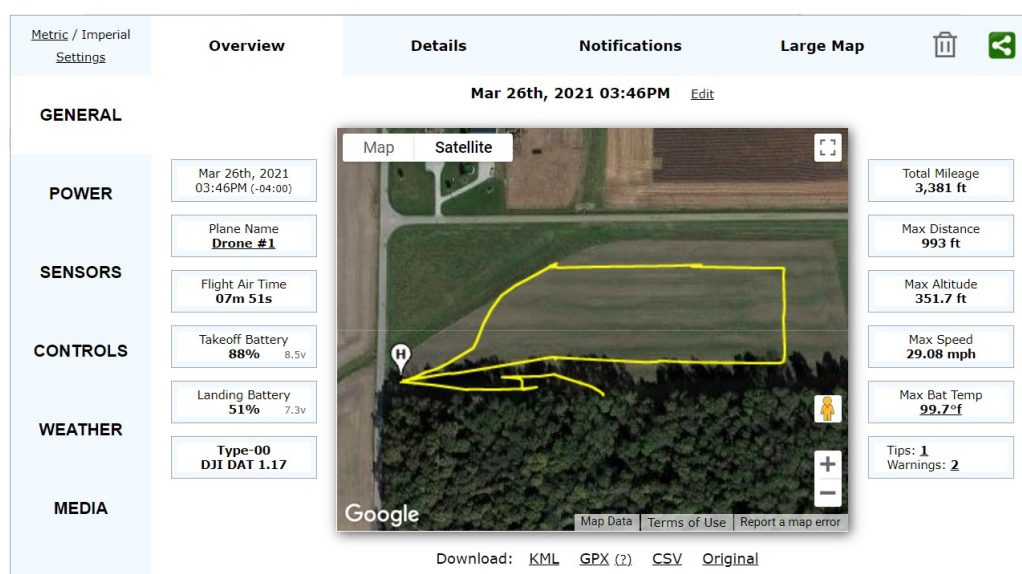 Metric / Imperial
Settings
Overview
Details
Notifications
Large Map
Mar 26th, 2021 03:46PM Edit
GENERAL
POWER
SENSORS
CONTROLS
WEATHER
MEDIA
Mar 26th, 2021
03:46PM (-04:00)
Plane Name
Drone #1
Flight Air Time
07m 51s
Takeoff Battery
88% 8.5v
Landing Battery
51% 7.3v
Type-00
DJI DAT 1.17
Map
Satellite
H
Google
Map Data
Terms of Use
Report a map error
Total Mileage
3,381 ft
Max Distance
993 ft
Max Altitude
351.7 ft
Max Speed
29.08 mph
Max Bat Temp
99.7°f
Tips: 1
Warnings: 2
Download: KML GPX (?) CSV Original